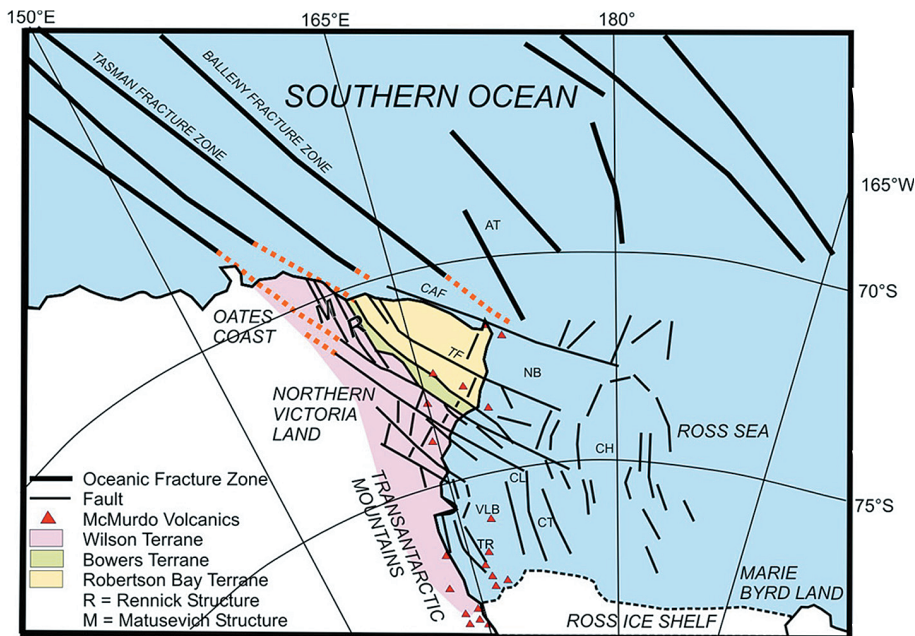 150°E
165°E
180°
TASMAN FRACTURE ZONE
BALLENY FRACTURE ZONE
SOUTHERN OCEAN
165°W
AT
CAF
70°S
OATES
COAST
M
R
TF
NB
NORTHERN
VICTORIA
LAND
ROSS SEA
CH
CL
75°S
VLB
CT
TR
TRANSANTARCTIC
MOUNTAINS
Oceanic Fracture Zone
Fault
McMurdo Volcanics
Wilson Terrane
Bowers Terrane
Robertson Bay Terrane
R = Rennick Structure
M = Matusevich Structure
MARIE
BYRD LAND
ROSS ICE SHELF